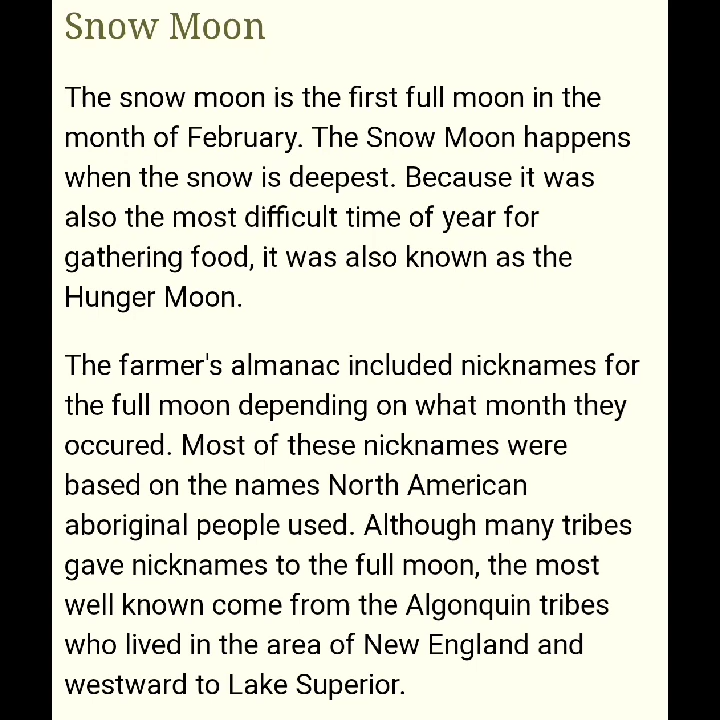 Snow Moon
The snow moon is the first full moon in the
month of February. The Snow Moon happens
when the snow is deepest. Because it was
also the most difficult time of year for
gathering food, it was also known as the
Hunger Moon.
The farmer's almanac included nicknames for
the full moon depending on what month they
occured. Most of these nicknames were
based on the names North American
aboriginal people used. Although many tribes
gave nicknames to the full moon, the most
well known come from the Algonquin tribes
who lived in the area of New England and
westward to Lake Superior.